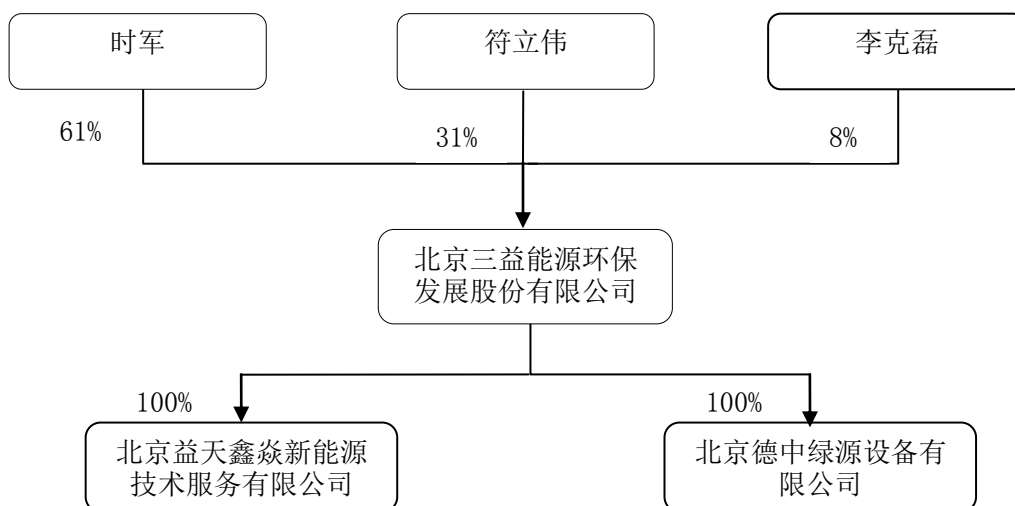 时军
符立伟
李克磊
61%
31%
8%
北京三益能源环保
发展股份有限公司
100%
100%
北京益天鑫焱新能源
技术服务有限公司
北京德中绿源设备有
限公司